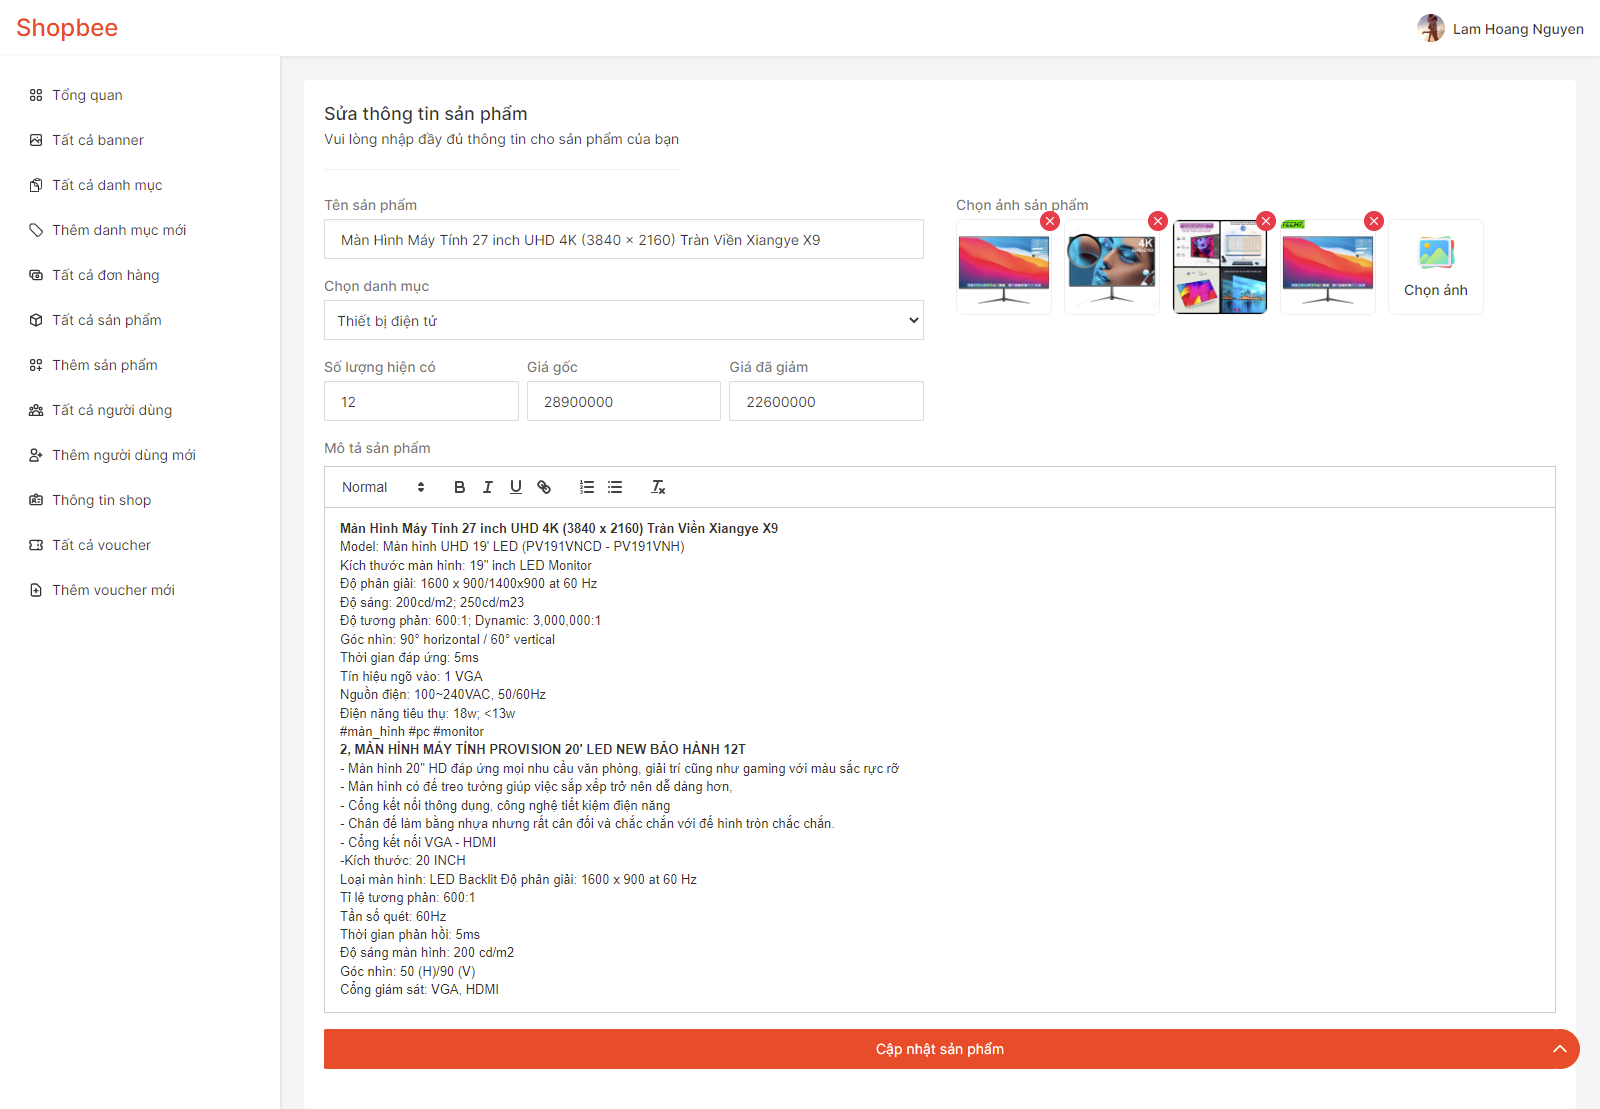 Shopbee
Lam Hoang Nguyen
Tổng quan
Tất cả banner
Tất cả danh mục
Thêm danh mục mới
Tất cả đơn hàng
Tất cả sản phẩm
Thêm sản phẩm
Tất cả người dùng
Thêm người dùng mới
Thông tin shop
Tất cả voucher
Thêm voucher mới
Sửa thông tin sản phẩm
Vui lòng nhập đầy đủ thông tin cho sản phẩm của bạn
Tên sản phẩm
Màn Hình Máy Tính 27 inch UHD 4K (3840 x 2160) Tràn Viền Xiangye X9
Chọn danh mục
Thiết bị điện tử
Số lượng hiện có
Giá gốc
Giá đã giảm
12
28900000
22600000
Chọn ảnh sản phẩm
4K
Chọn ảnh
Mô tả sản phẩm
Normal
Màn Hình Máy Tính 27 inch UHD 4K (3840 x 2160) Tràn Viền Xiangye X9
Model: Màn hình UHD 19' LED (PV191VNCD - PV191VNH)
Kích thước màn hình: 19" inch LED Monitor
Độ phân giải: 1600 x 900/1400x900 at 60 Hz
Độ sáng: 200cd/m2; 250cd/m23
Độ tương phản: 600:1; Dynamic: 3,000,000:1
Góc nhìn: 90° horizontal / 60° vertical
Thời gian đáp ứng: 5ms
Tín hiệu ngõ vào: 1 VGA
Nguồn điện: 100~240VAC, 50/60Hz
Điện năng tiêu thụ: 18w; <13w
#màn_hình #pc #monitor
2, MÀN HÌNH MÁY TÍNH PROVISION 20' LED NEW BẢO HÀNH 12T
- Màn hình 20" HD đáp ứng mọi nhu cầu văn phòng, giải trí cũng như gaming với màu sắc rực rỡ
- Màn hình có đế treo tường giúp việc sắp xếp trở nên dễ dàng hơn,
- Cổng kết nối thông dụng, công nghệ tiết kiệm điện năng
- Chân đế làm bằng nhựa nhưng rất cân đối và chắc chắn với đế hình tròn chắc chắn.
- Cổng kết nối VGA - HDMI
-Kích thước: 20 INCH
Loại màn hình: LED Backlit Độ phân giải: 1600 x 900 at 60 Hz
Tỉ lệ tương phản: 600:1
Tần số quét: 60Hz
Thời gian phản hồi: 5ms
Độ sáng màn hình: 200 cd/m2
Góc nhìn: 50 (H)/90 (V)
Cổng giám sát: VGA, HDMI
Cập nhật sản phẩm